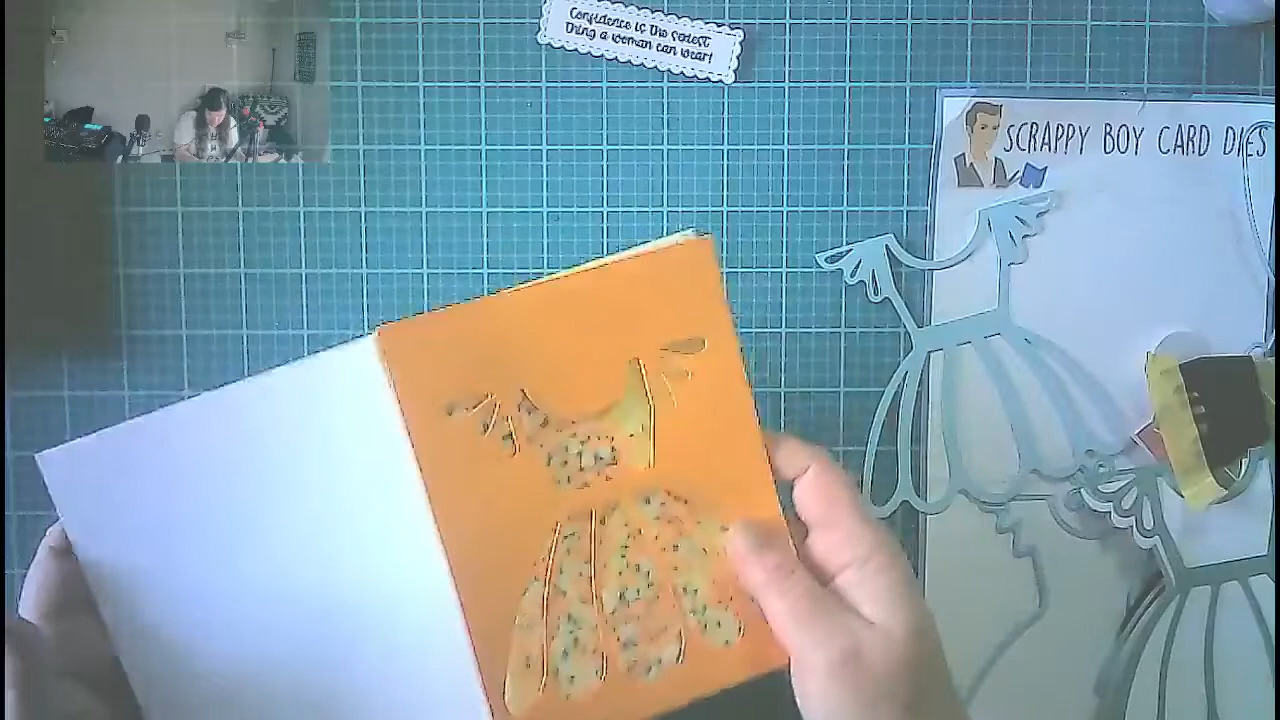 Confidence is the sexiest
thing a woman can wear!
SCRAPPY BOY CARD DIES